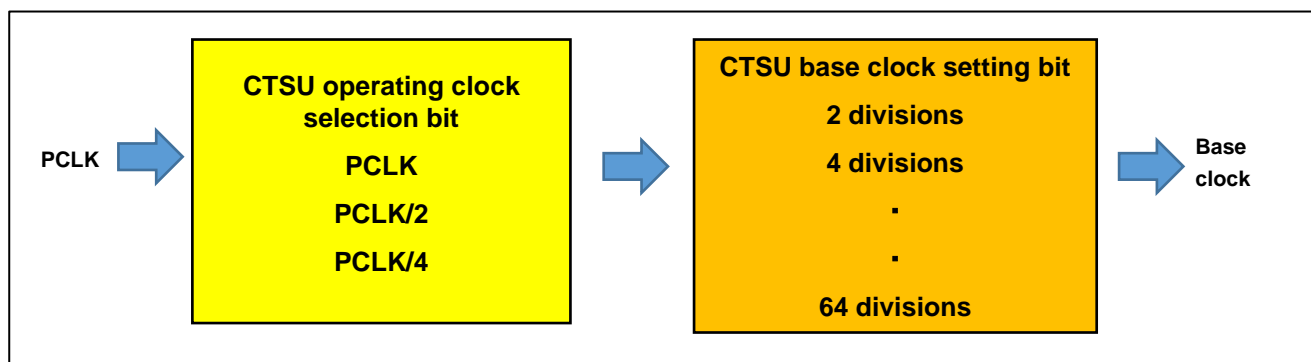 PCLK
CTSU operating clock
selection bit
PCLK
PCLK/2
PCLK/4
CTSU base clock setting bit
2 divisions
4 divisions
.
.
64 divisions
Base
clock